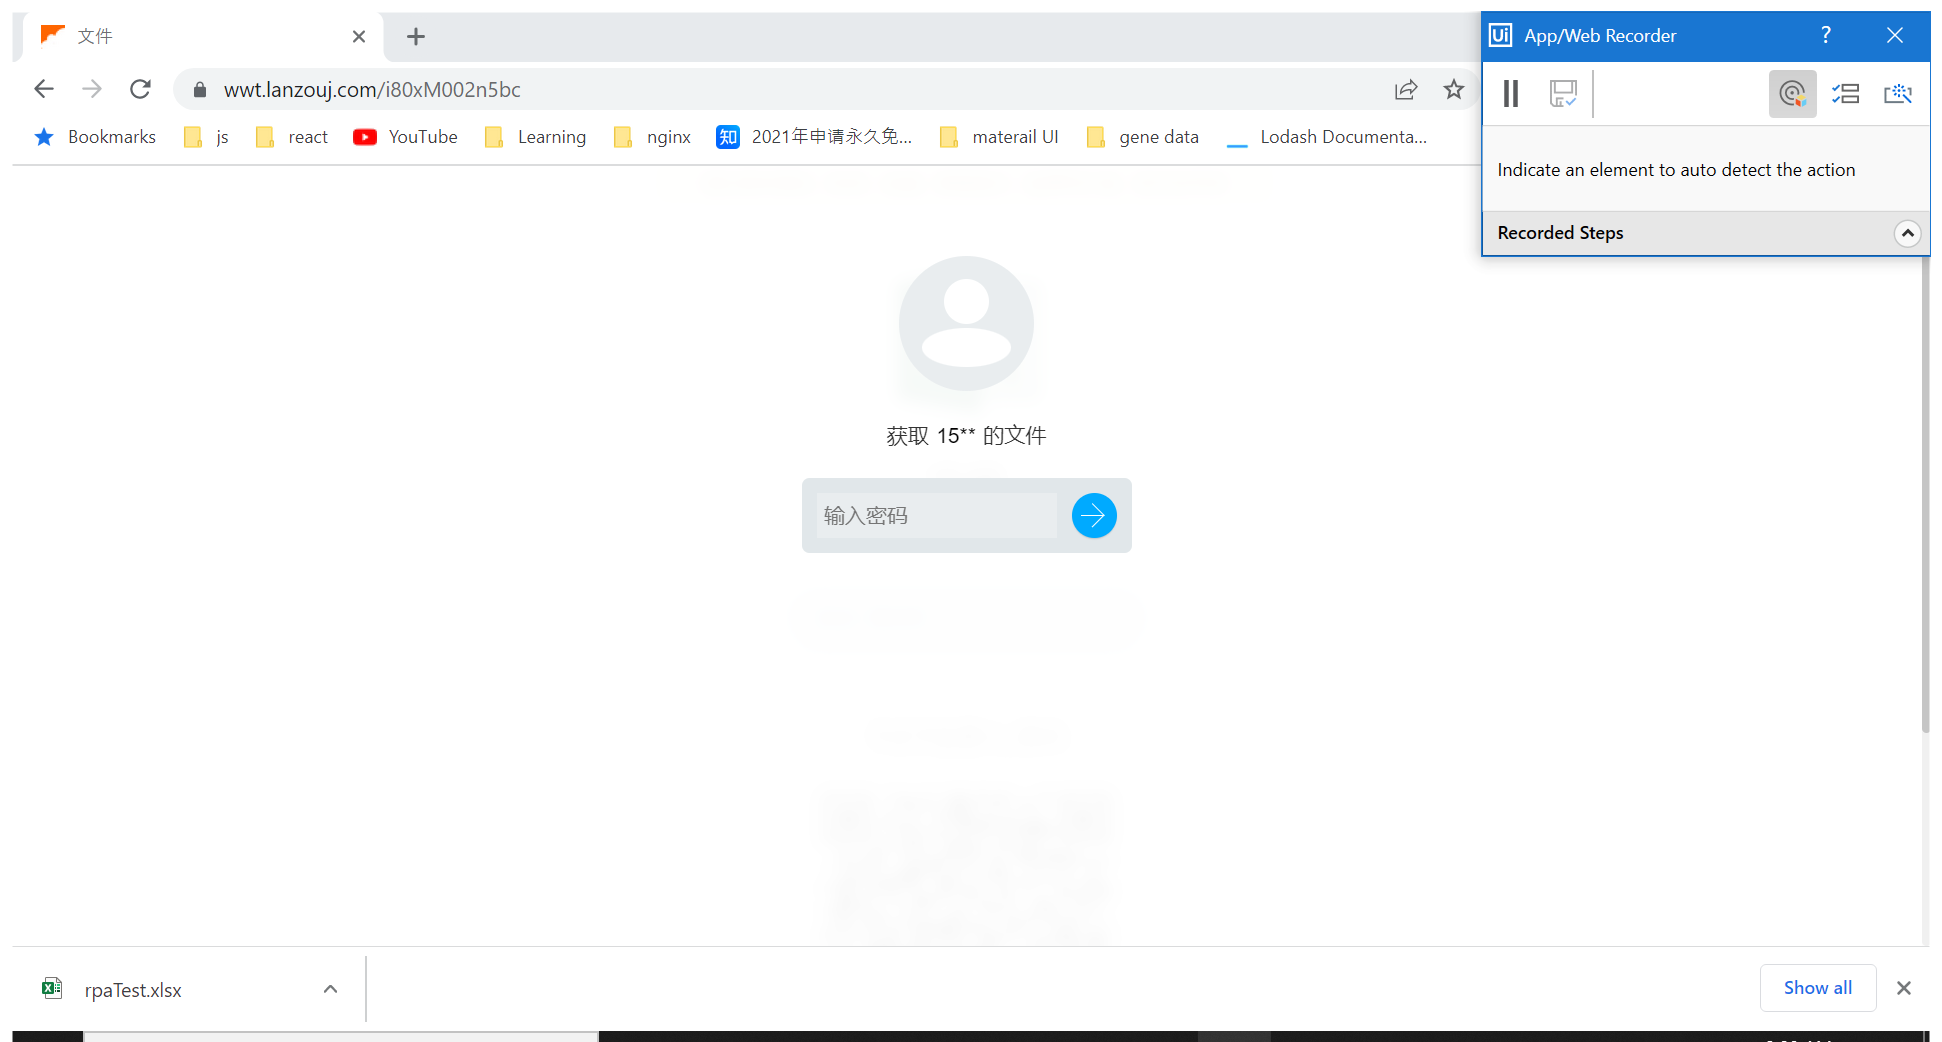 文件
Ui App/Web Recorder ?
wwt.lanzouj.com/i80xM002n5bc
Bookmarks js react YouTube Learning nginx 知 2021年申请永久免... materail UI gene data Lodash Documenta...
Indicate an element to auto detect the action
Recorded Steps
获取 15** 的文件
输入密码
rpaTest.xlsx
Show all